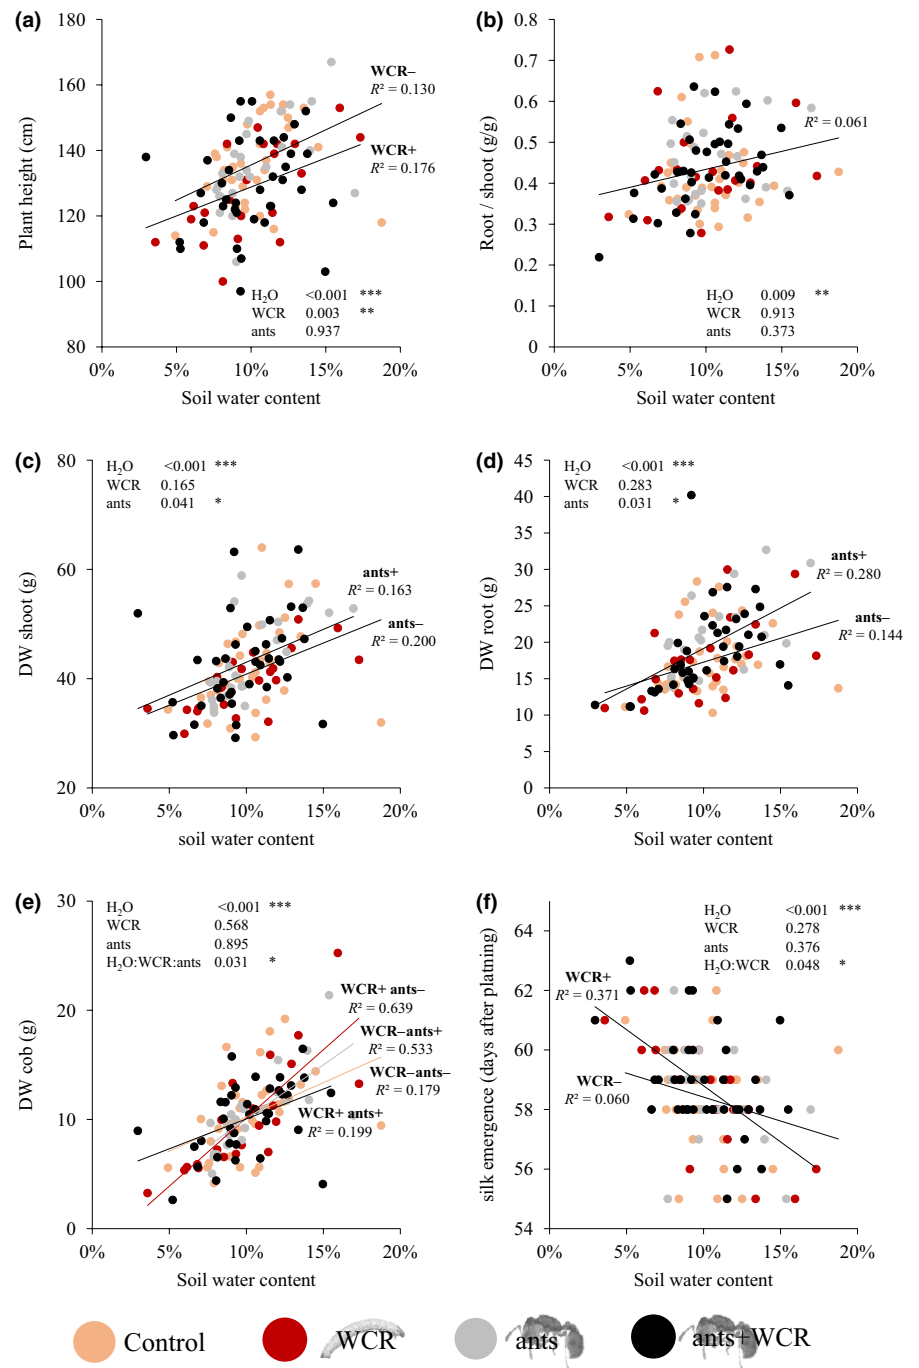 (a)
180
160
140
120
100
80
Plant height (cm)
WCR–
R² = 0.130
WCR+
R² = 0.176
H₂O <0.001 ***
WCR 0.003 **
ants 0.937
0% 5% 10% 15% 20%
Soil water content
(b)
0.8
0.7
0.6
0.5
0.4
0.3
0.2
0.1
0
Root / shoot (g/g)
R² = 0.061
H₂O 0.009 **
WCR 0.913
ants 0.373
0% 5% 10% 15% 20%
Soil water content
(c)
80
60
40
20
DW shoot (g)
H₂O <0.001 ***
WCR 0.165
ants 0.041 *
ants+
R² = 0.163
ants–
R² = 0.200
0% 5% 10% 15% 20%
soil water content
(d)
45
40
35
30
25
20
15
10
5
0
DW root (g)
H₂O <0.001 ***
WCR 0.283
ants 0.031 *
ants+
R² = 0.280
ants–
R² = 0.144
0% 5% 10% 15% 20%
Soil water content
(e)
30
20
10
0
DW cob (g)
H₂O <0.001 ***
WCR 0.568
ants 0.895
H₂O:WCR:ants 0.031 *
WCR+ ants–
R² = 0.639
WCR–ants+
R² = 0.533
WCR–ants–
R² = 0.179
WCR+ ants+
R² = 0.199
0% 5% 10% 15% 20%
Soil water content
(f)
64
62
60
58
56
54
silk emergence (days after platning)
H₂O <0.001 ***
WCR 0.278
ants 0.376
H₂O:WCR 0.048 *
WCR+
R² = 0.371
WCR–
R² = 0.060
0% 5% 10% 15% 20%
Soil water content
Control WCR ants ants+WCR